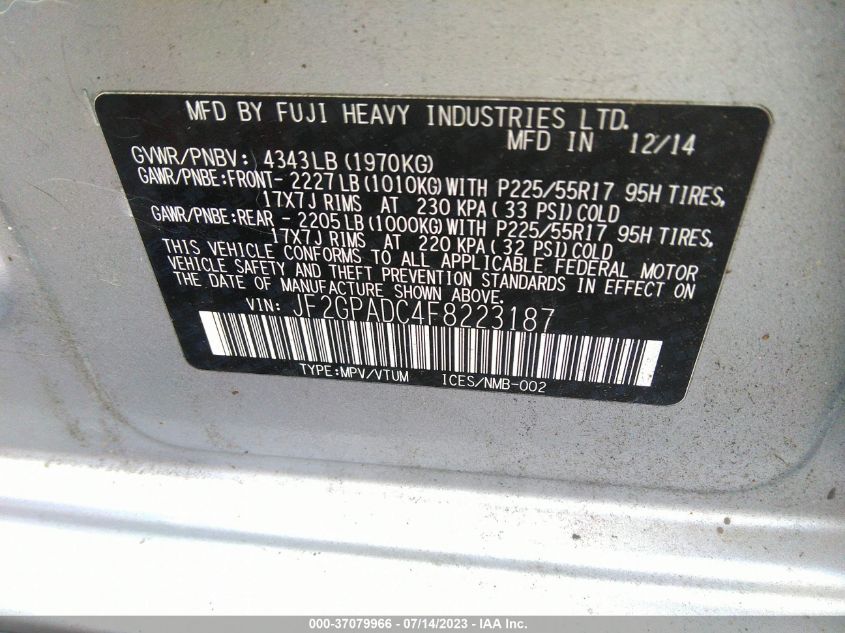 MFD BY FUJI HEAVY INDUSTRIES LTD.
MFD IN 12/14
GVWR/PNBV: 4343LB (1970KG)
GAWR/PNBE:FRONT- 2227 LB (1010KG) WITH P225/55R17 95H TIRES,
17X7J RIMS AT 230 KPA ( 33 PSI) COLD
GAWR/PNBE:REAR - 2205 LB (1000KG) WITH P225/55R17 95H TIRES,
17X7J RIMS AT 220 KPA ( 32 PSI) COLD
THIS VEHICLE CONFORMS TO ALL APPLICABLE FEDERAL MOTOR
VEHICLE SAFETY AND THEFT PREVENTION STANDARDS IN EFFECT ON
THE DATE OF MANUFACTURE SHOWN ABOVE.
VIN: JF2GPADC4F8223187
TYPE:MPV/VTUM ICES/NMB-002
000-37079966 - 07/14/2023 - IAA Inc.